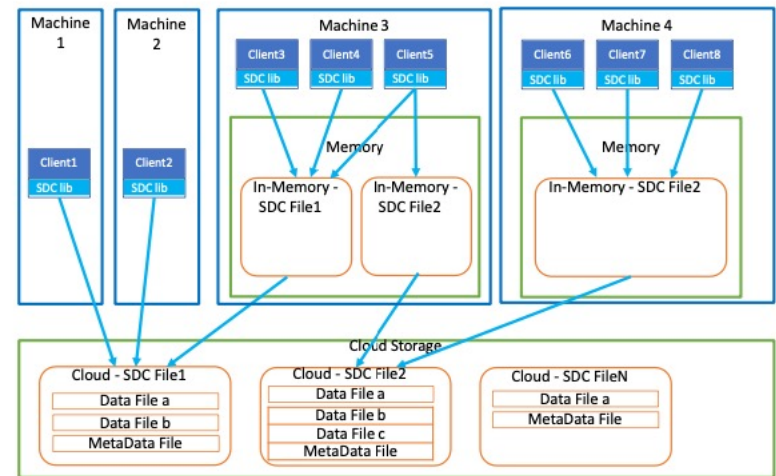 Machine
1
Machine
2
Machine 3
Machine 4
Client3
SDC lib
Client4
SDC lib
Client5
SDC lib
Client6
SDC lib
Client7
SDC lib
Client8
SDC lib
Client1
SDC lib
Client2
SDC lib
Memory
In-Memory -
SDC File1
In-Memory -
SDC File2
Memory
In-Memory - SDC File2
Cloud Storage
Cloud - SDC File1
Data File a
Data File b
MetaData File
Cloud - SDC File2
Data File a
Data File b
Data File c
MetaData File
Cloud - SDC FileN
Data File a
MetaData File